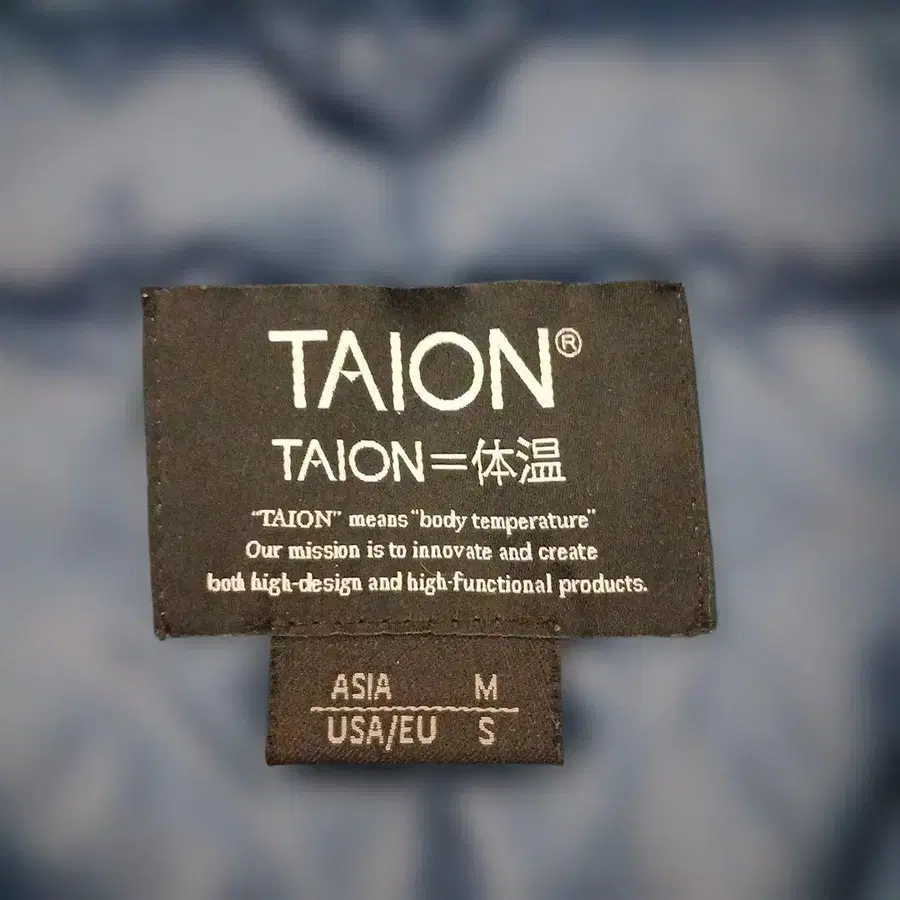 TAION®
TAION=体温
"TAION" means "body temperature"
Our mission is to innovate and create
both high-design and high-functional products.
ASIA M
USA/EU S